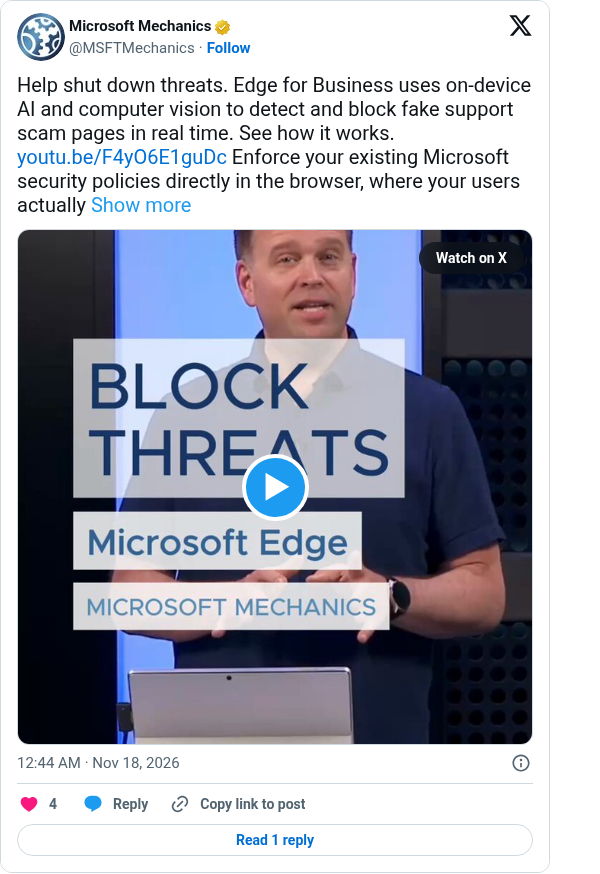 Microsoft Mechanics
@MSFTMechanics · Follow
Help shut down threats. Edge for Business uses on-device
AI and computer vision to detect and block fake support
scam pages in real time. See how it works.
youtu.be/F4yO6E1guDc Enforce your existing Microsoft
security policies directly in the browser, where your users
actually Show more
Watch on X
BLOCK
THREATS
Microsoft Edge
MICROSOFT MECHANICS
12:44 AM · Nov 18, 2026
4 Reply Copy link to post
Read 1 reply